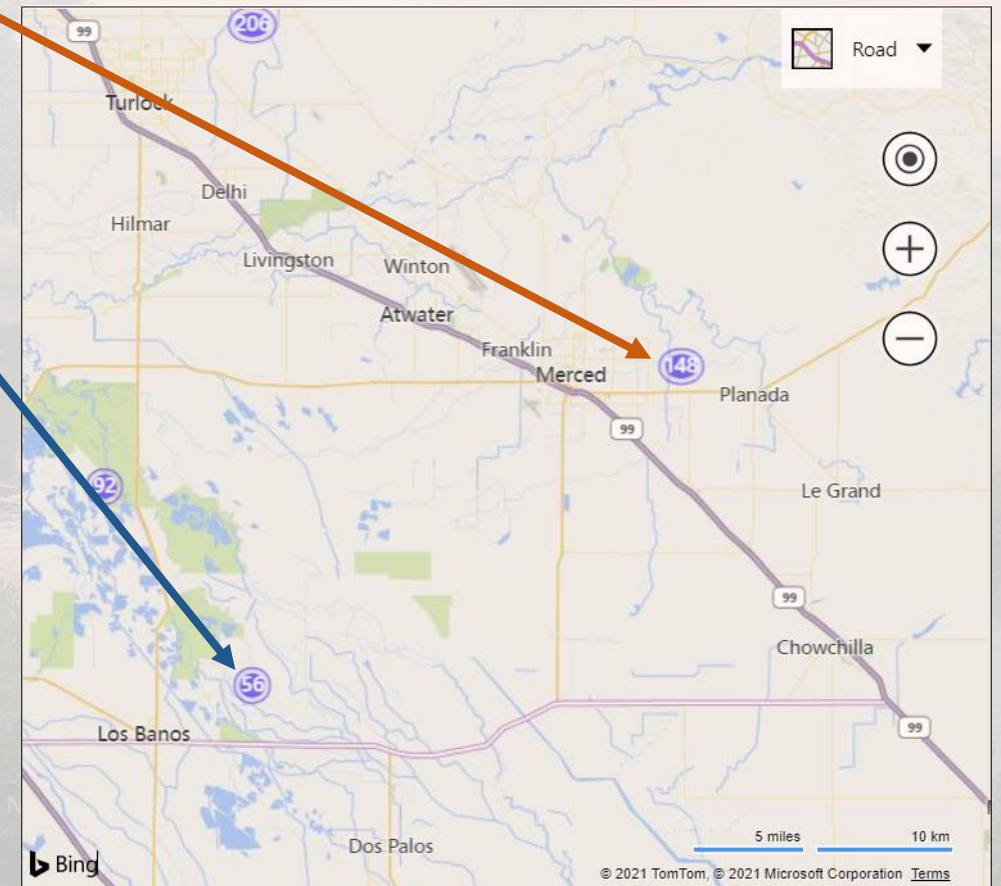 206
99
Road
Turlock
Delhi
Hilmar
Livingston
Winton
Atwater
Franklin
Merced
148
Planada
99
92
Le Grand
99
Chowchilla
56
99
Los Banos
5 miles
10 km
Dos Palos
Bing
© 2021 TomTom, © 2021 Microsoft Corporation Terms